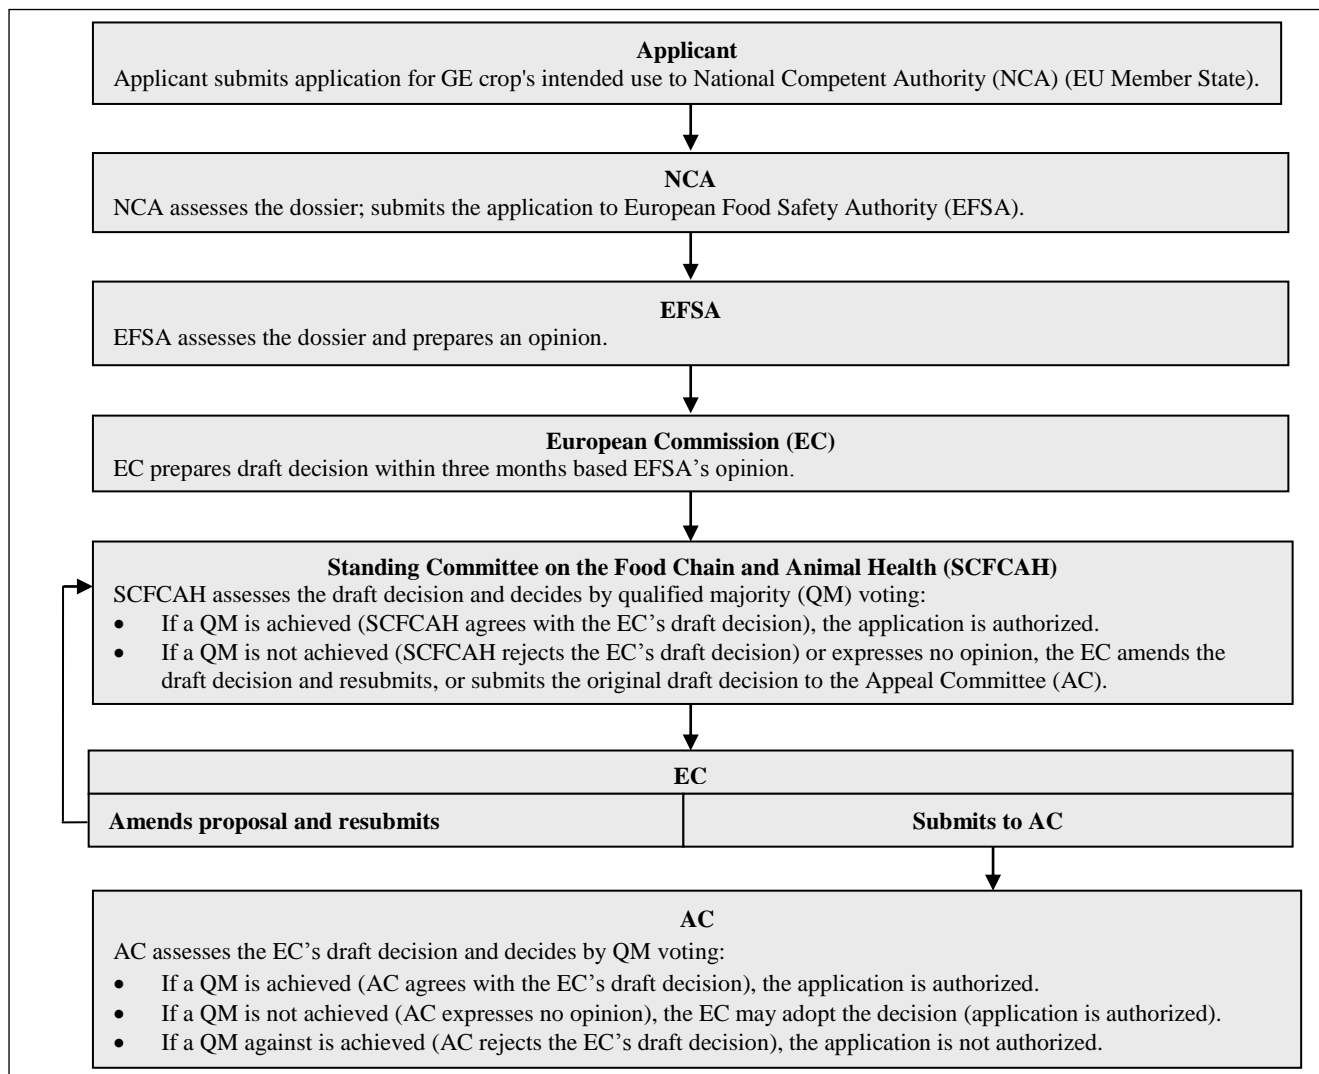 Applicant
Applicant submits application for GE crop's intended use to National Competent Authority (NCA) (EU Member State).
NCA
NCA assesses the dossier; submits the application to European Food Safety Authority (EFSA).
EFSA
EFSA assesses the dossier and prepares an opinion.
European Commission (EC)
EC prepares draft decision within three months based EFSA’s opinion.
Standing Committee on the Food Chain and Animal Health (SCFCAH)
SCFCAH assesses the draft decision and decides by qualified majority (QM) voting:
• If a QM is achieved (SCFCAH agrees with the EC’s draft decision), the application is authorized.
• If a QM is not achieved (SCFCAH rejects the EC’s draft decision) or expresses no opinion, the EC amends the
draft decision and resubmits, or submits the original draft decision to the Appeal Committee (AC).
EC
Amends proposal and resubmits
Submits to AC
AC
AC assesses the EC’s draft decision and decides by QM voting:
• If a QM is achieved (AC agrees with the EC’s draft decision), the application is authorized.
• If a QM is not achieved (AC expresses no opinion), the EC may adopt the decision (application is authorized).
• If a QM against is achieved (AC rejects the EC’s draft decision), the application is not authorized.